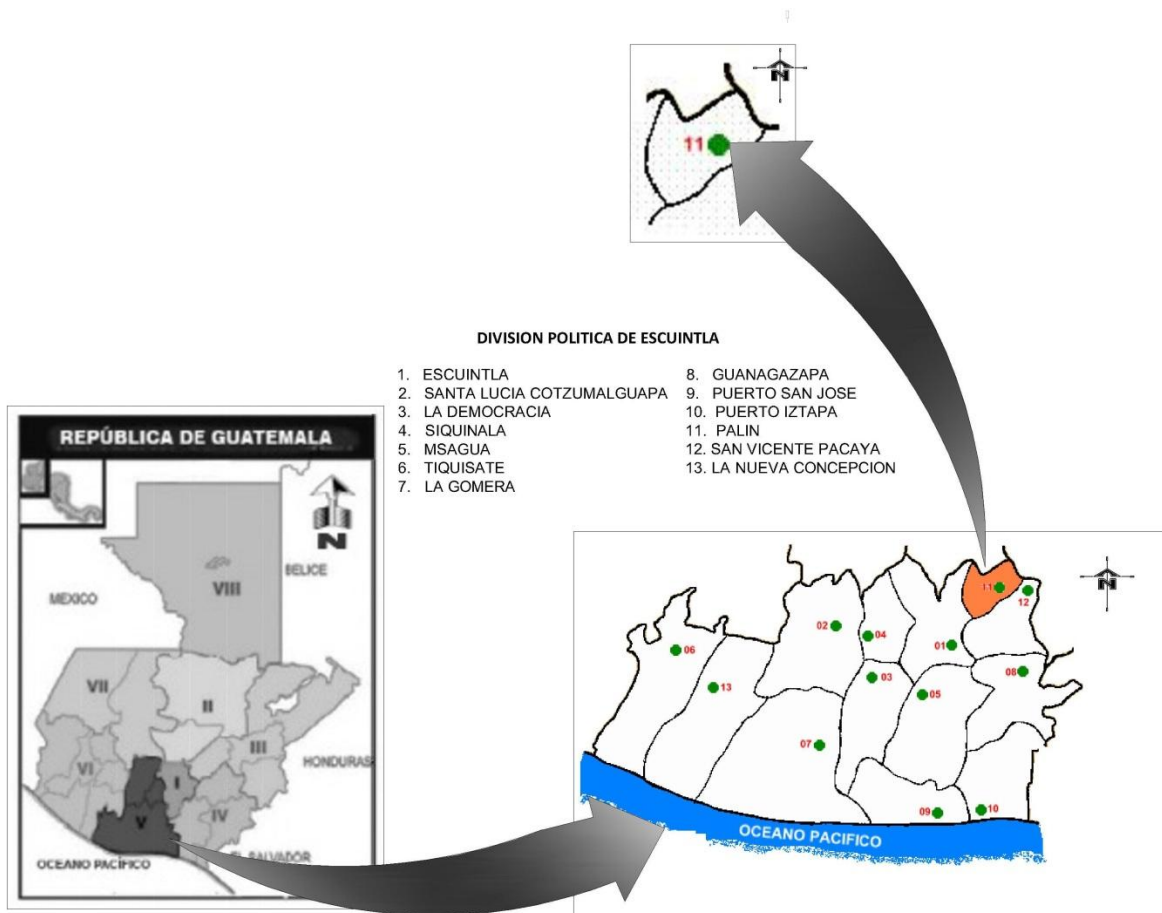 N
11
DIVISION POLITICA DE ESCUINTLA
1. ESCUINTLA
2. SANTA LUCIA COTZUMALGUAPA
3. LA DEMOCRACIA
4. SIQUINALA
5. MSAGUA
6. TIQUISATE
7. LA GOMERA
8. GUANAGAZAPA
9. PUERTO SAN JOSE
10. PUERTO IZTAPA
11. PALIN
12. SAN VICENTE PACAYA
13. LA NUEVA CONCEPCION
REPÚBLICA DE GUATEMALA
N
BELICE
MEXICO
VIII
VII
II
III
HONDURAS
VI
I
IV
V
OCEANO PACÍFICO
SALVADOR
N
11
12
02
04
01
06
08
13
03
05
07
09
10
OCEANO PACIFICO